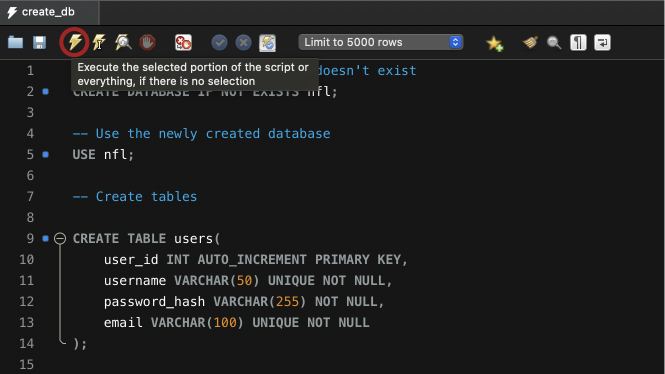 create_db
Limit to 5000 rows
Execute the selected portion of the script or
everything, if there is no selection
1 doesn't exist
2 CREATE DATABASE IF NOT EXISTS nfl;
3
4 -- Use the newly created database
5 USE nfl;
6
7 -- Create tables
8
9 CREATE TABLE users(
10 user_id INT AUTO_INCREMENT PRIMARY KEY,
11 username VARCHAR(50) UNIQUE NOT NULL,
12 password_hash VARCHAR(255) NOT NULL,
13 email VARCHAR(100) UNIQUE NOT NULL
14 );
15